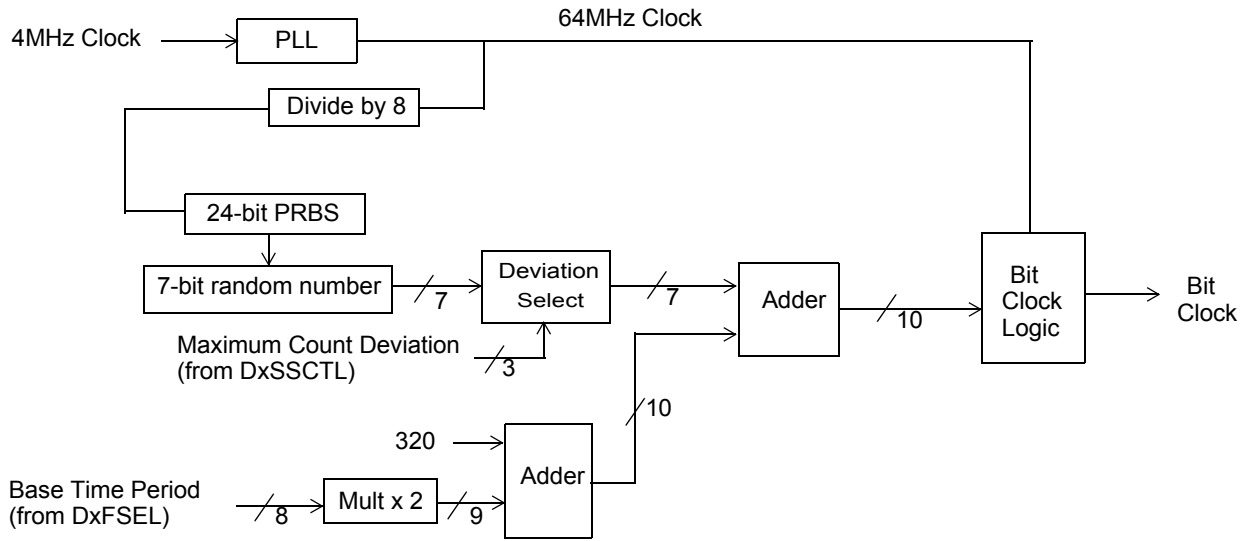 64MHz Clock
4MHz Clock
PLL
Divide by 8
24-bit PRBS
7-bit random number
7
Deviation
Select
7
Adder
10
Bit
Clock
Logic
Bit
Clock
Maximum Count Deviation
(from DxSSCTL)
3
10
320
Adder
Base Time Period
(from DxFSEL)
8
Mult x 2
9